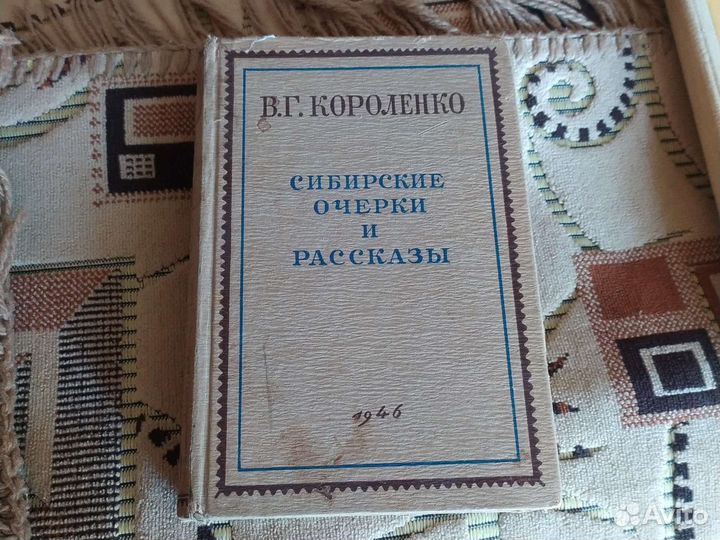 В.Г. КОРОЛЕНКО
СИБИРСКИЕ
ОЧЕРКИ
И
РАССКАЗЫ
1946
Avito